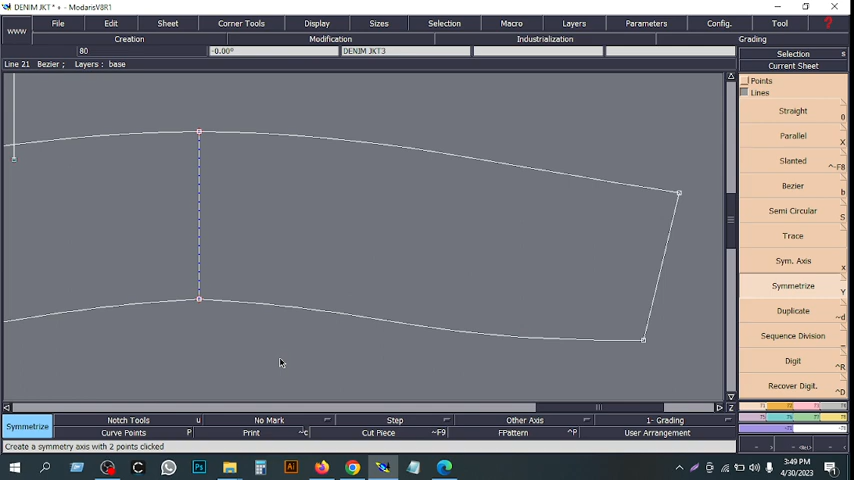 DENIM JKT * + - ModarisV8R1
www
File Edit Sheet Corner Tools Display Sizes Selection Macro Layers Parameters Config. Tool ?
Creation Modification Industrialization Grading
80 -0.00° DENIM JKT3
Line 21 Bezier ; Layers : base
Selection s
Current Sheet
Points
Lines
Straight 0
Parallel X
Slanted ^~F8
Bezier b
Semi Circular S
Trace
Sym. Axis x
Symmetrize Y
Duplicate ~d
Sequence Division =
Digit ^R
Recover Digit. ^D
Z
Symmetrize
Notch Tools u No Mark Step Other Axis 1- Grading
Curve Points P Print ~c Cut Piece ~F9 FPattern ^P User Arrangement
Create a symmetry axis with 2 points clicked
3:49 PM
4/30/2023